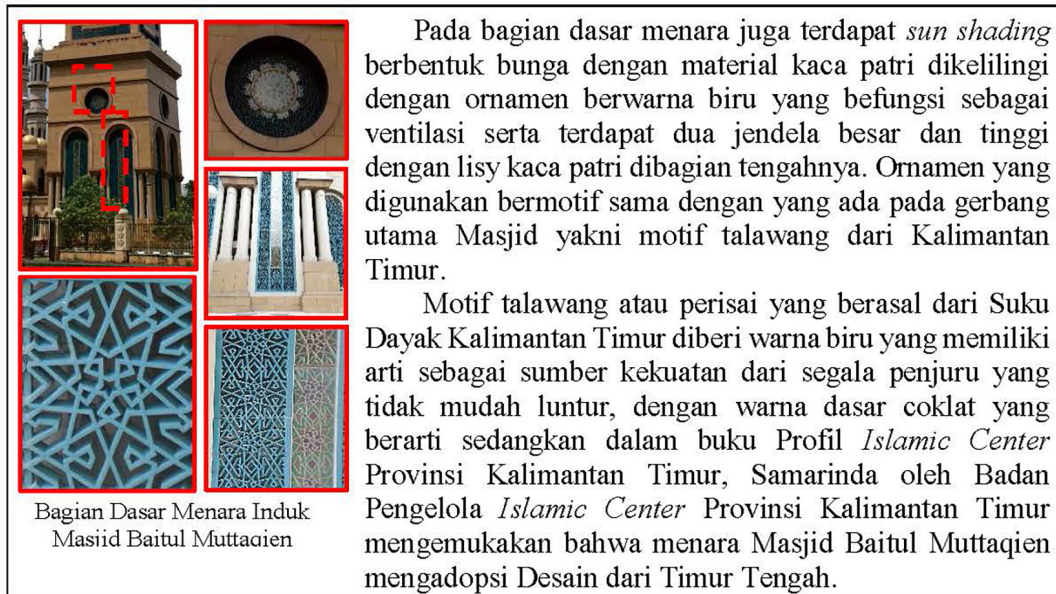 Pada bagian dasar menara juga terdapat sun shading
berbentuk bunga dengan material kaca patri dikelilingi
dengan ornamen berwarna biru yang befungsi sebagai
ventilasi serta terdapat dua jendela besar dan tinggi
dengan lisy kaca patri dibagian tengahnya. Ornamen yang
digunakan bermotif sama dengan yang ada pada gerbang
utama Masjid yakni motif talawang dari Kalimantan
Timur.
Motif talawang atau perisai yang berasal dari Suku
Dayak Kalimantan Timur diberi warna biru yang memiliki
arti sebagai sumber kekuatan dari segala penjuru yang
tidak mudah luntur, dengan warna dasar coklat yang
berarti sedangkan dalam buku Profil Islamic Center
Provinsi Kalimantan Timur, Samarinda oleh Badan
Pengelola Islamic Center Provinsi Kalimantan Timur
mengemukakan bahwa menara Masjid Baitul Muttaqien
mengadopsi Desain dari Timur Tengah.
Bagian Dasar Menara Induk
Masjid Baitul Muttaqien